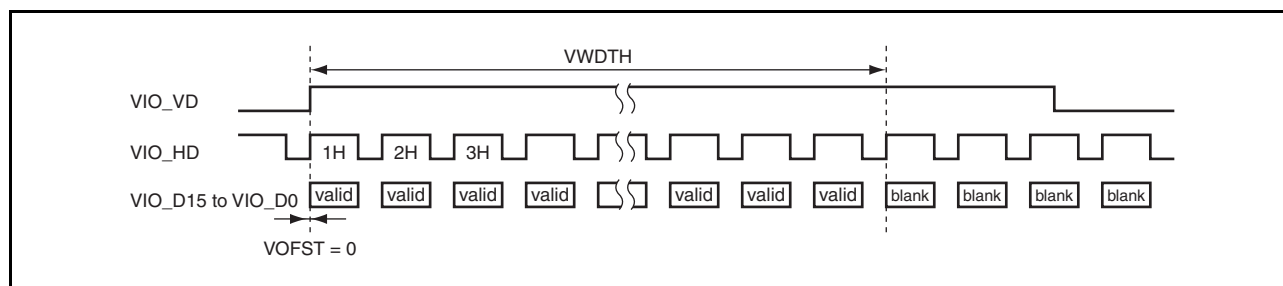 VWDTH
VIO_VD
VIO_HD 1H 2H 3H
VIO_D15 to VIO_D0 valid valid valid valid valid valid valid blank blank blank blank
VOFST = 0